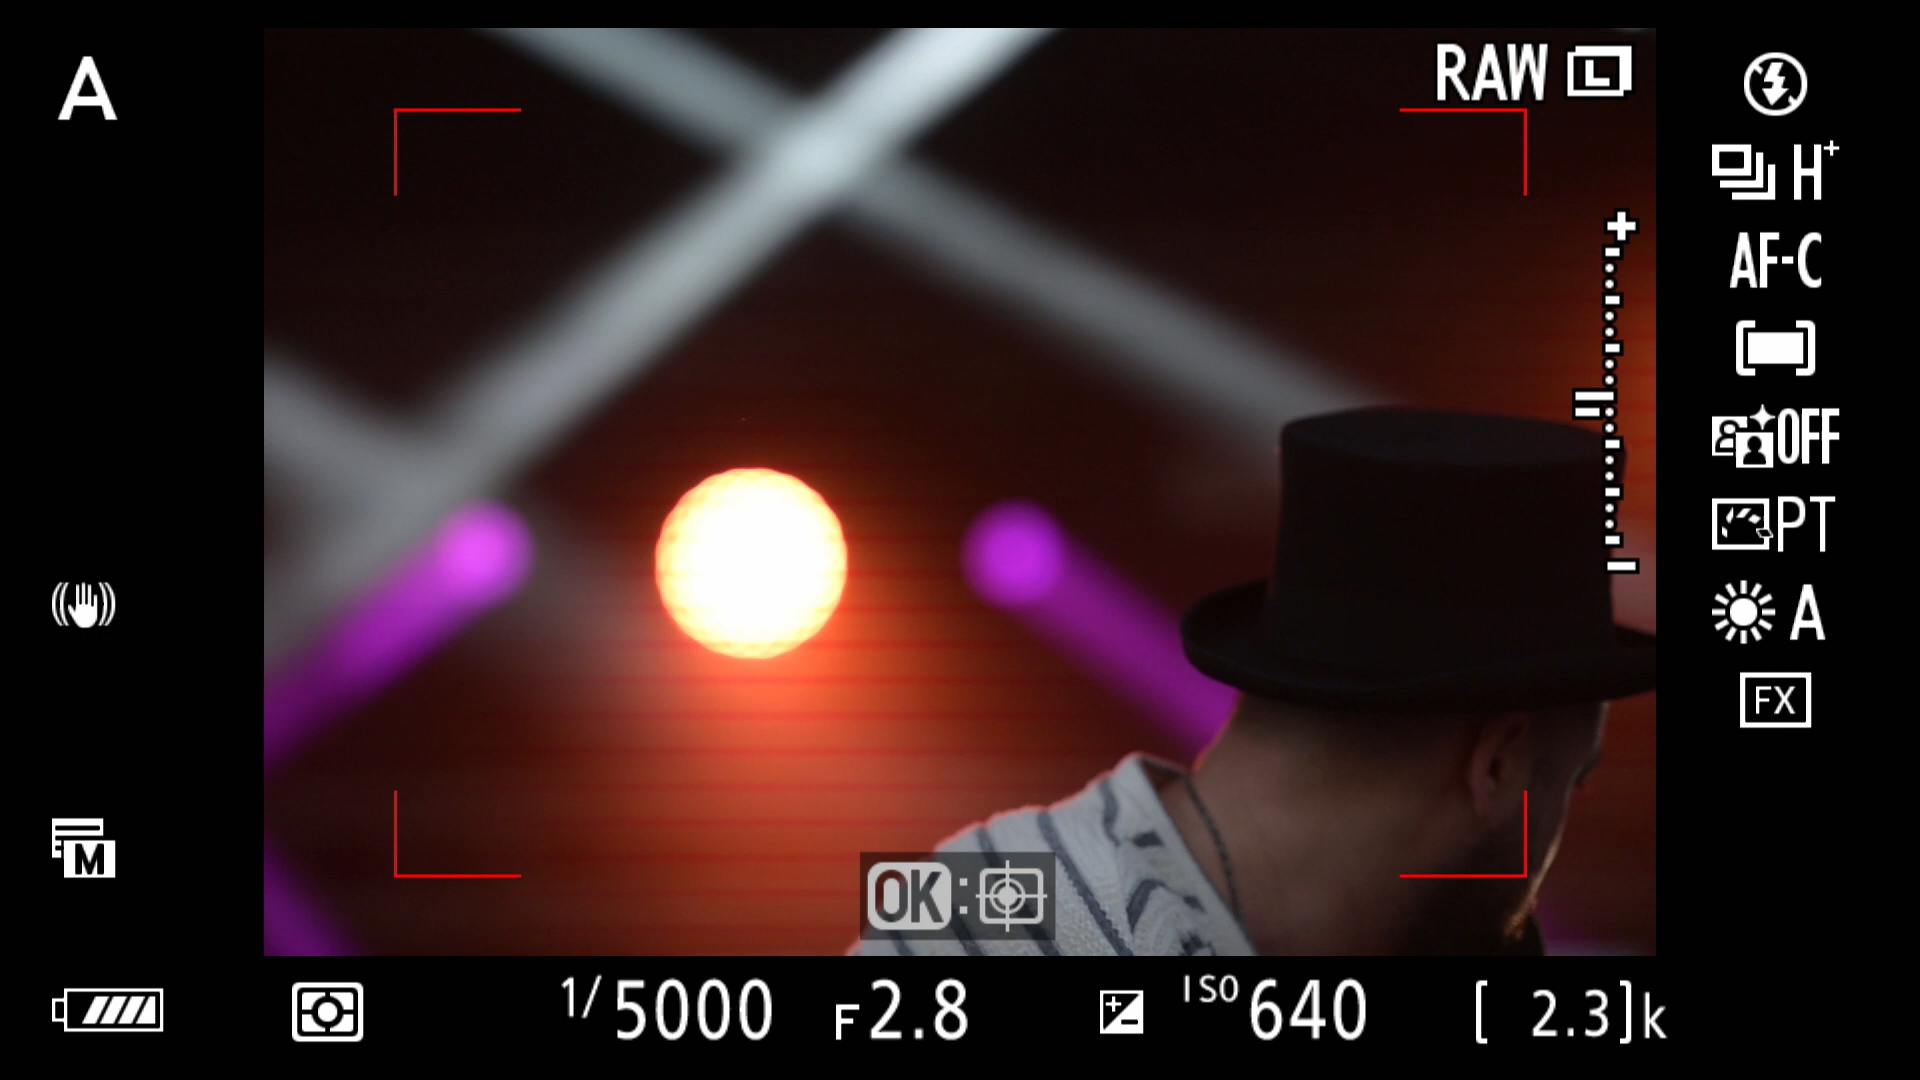 A
RAW L
H+
AF-C
OFF
PT
A
FX
M
OK:
1/5000 F2.8 ISO 640 [ 2.3]k